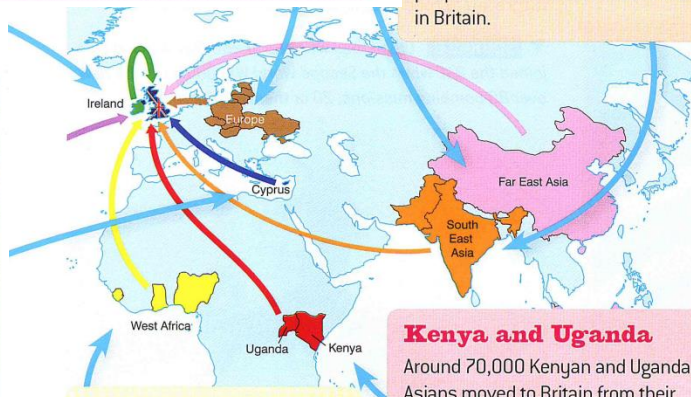 in Britain.
Ireland
Europe
Cyprus
Far East Asia
South
East
Asia
West Africa
Uganda
Kenya
Kenya and Uganda
Around 70,000 Kenyan and Uganda
Asians moved to Britain from their